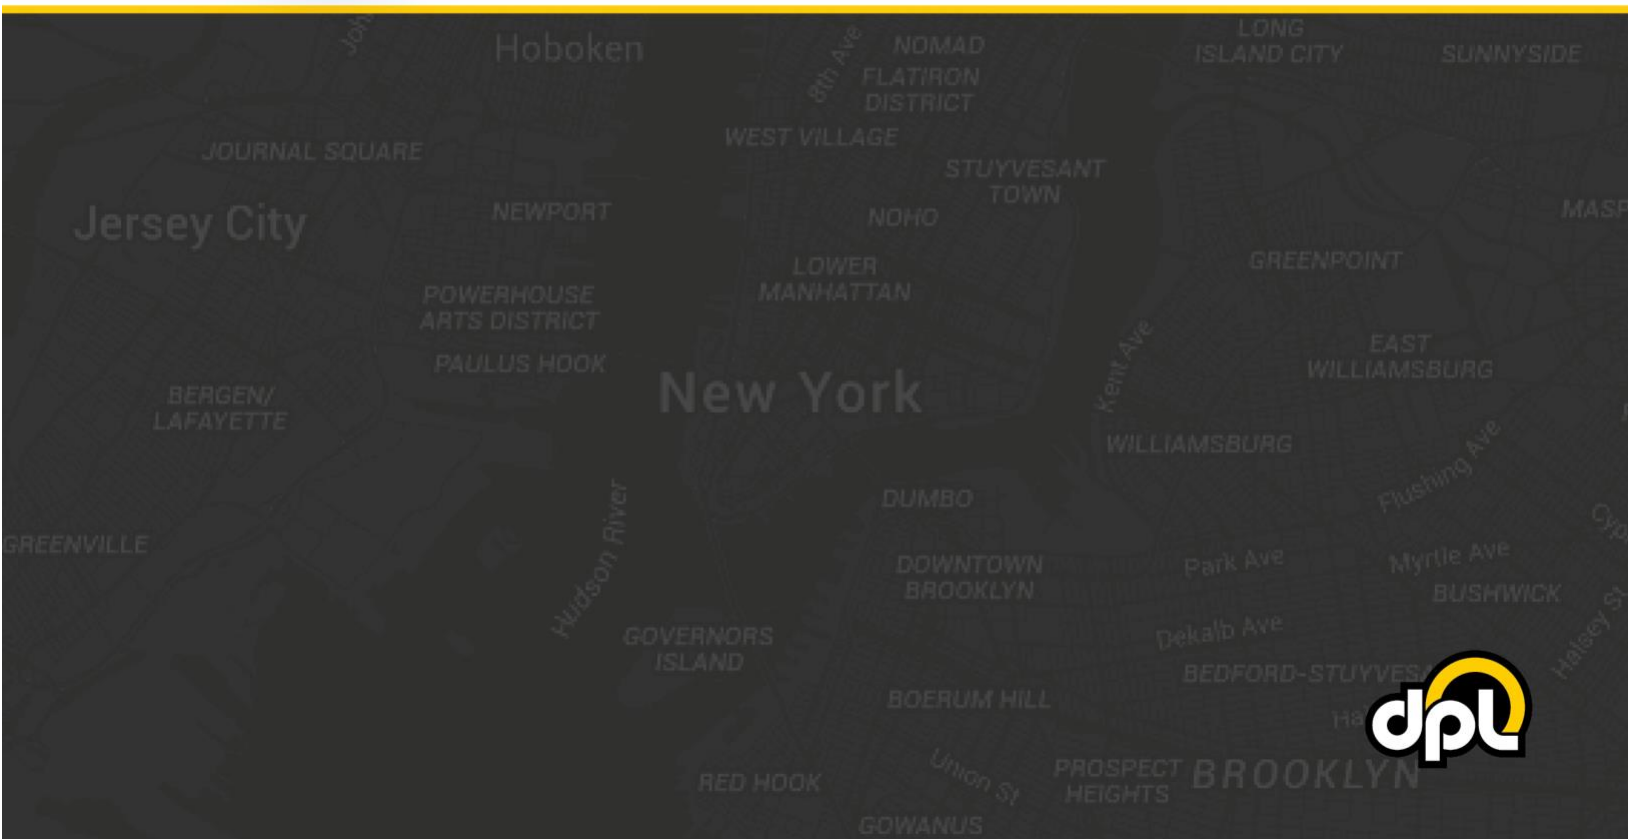 Hoboken
8th Ave
NOMAD
LONG
ISLAND CITY
SUNNYSIDE
FLATIRON
DISTRICT
JOURNAL SQUARE
WEST VILLAGE
STUYVESANT
TOWN
Jersey City
NEWPORT
NOHO
LOWER
MANHATTAN
GREENPOINT
POWERHOUSE
ARTS DISTRICT
PAULUS HOOK
Kent Ave
EAST
WILLIAMSBURG
BERGEN/
LAFAYETTE
New York
WILLIAMSBURG
Flushing Ave
DUMBO
GREENVILLE
Hudson River
DOWNTOWN
BROOKLYN
Park Ave
Myrtle Ave
BUSHWICK
Halsey St
GOVERNORS
ISLAND
Dekalb Ave
BOERUM HILL
dpl
RED HOOK
Union St
PROSPECT
HEIGHTS
BROOKLYN
GOWANUS